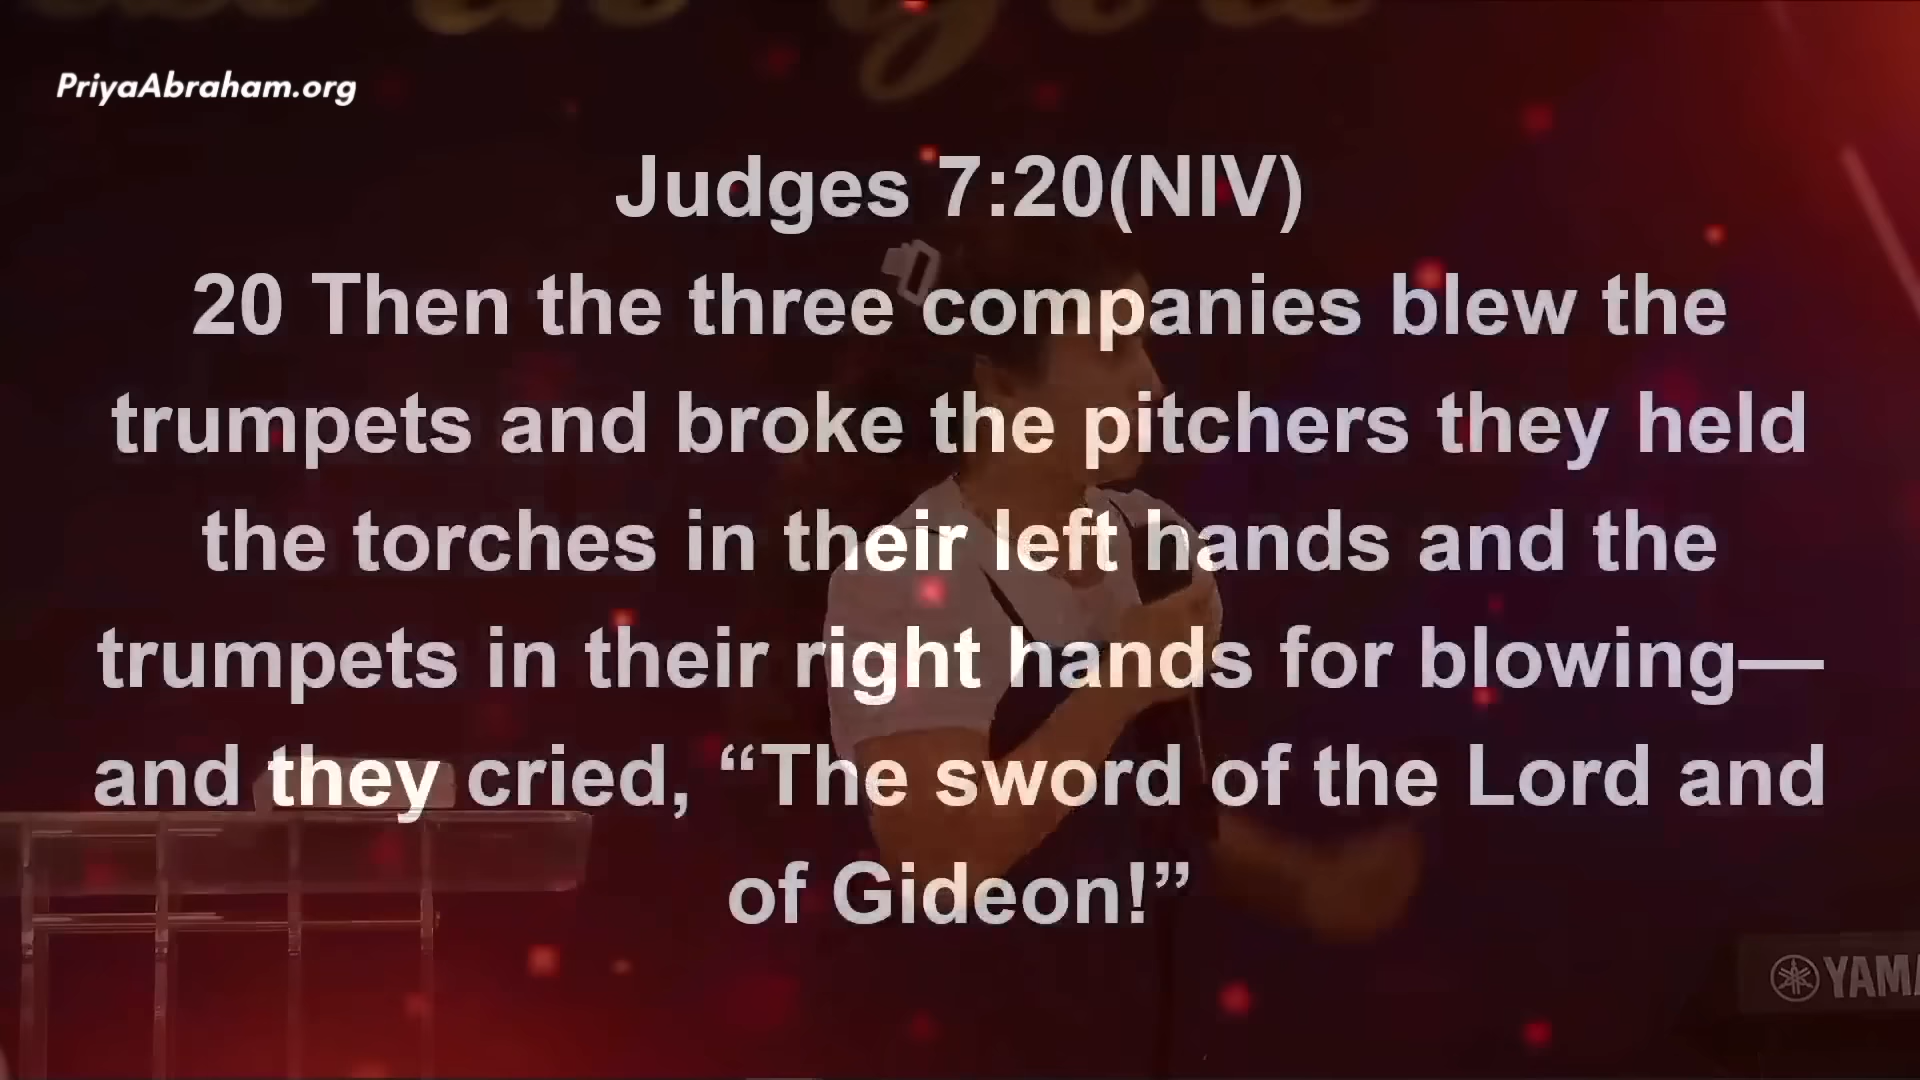 PriyaAbraham.org
Judges 7:20(NIV)
20 Then the three companies blew the
trumpets and broke the pitchers they held
the torches in their left hands and the
trumpets in their right hands for blowing—
and they cried, “The sword of the Lord and
of Gideon!”